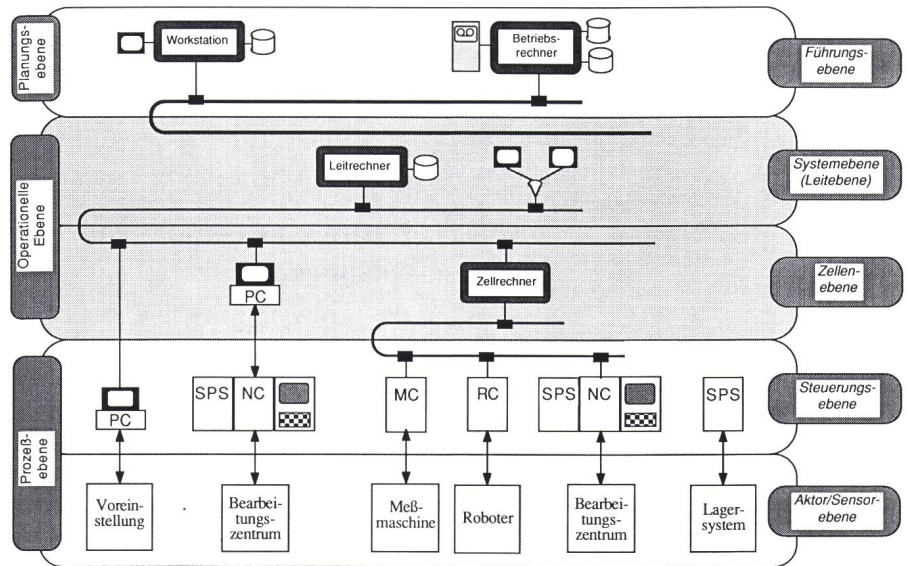 Planungs-
ebene
Workstation
Betriebs-
rechner
Führungs-
ebene
Operationelle
Ebene
Leitrechner
Systemebene
(Leitebene)
PC
Zellrechner
Zellen-
ebene
Prozeß-
ebene
PC
SPS
NC
MC
RC
SPS
NC
SPS
Steuerungs-
ebene
Vorein-
stellung
Bearbei-
tungs-
zentrum
Meß-
maschine
Roboter
Bearbei-
tungs-
zentrum
Lager-
system
Aktor/Sensor-
ebene